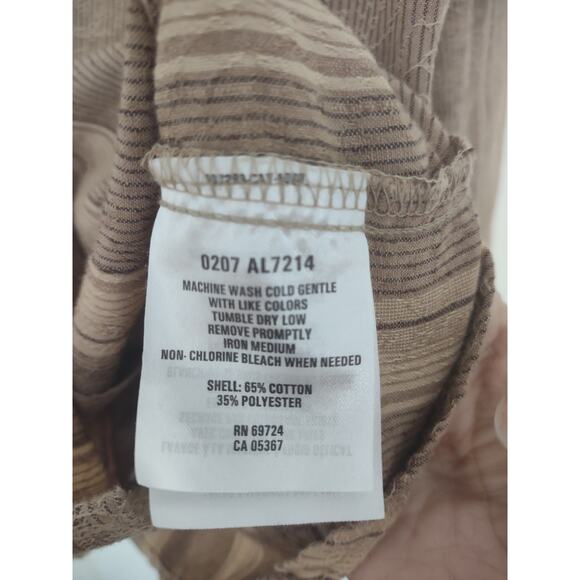 0207 AL7214
MACHINE WASH COLD GENTLE
WITH LIKE COLORS
TUMBLE DRY LOW
REMOVE PROMPTLY
IRON MEDIUM
NON- CHLORINE BLEACH WHEN NEEDED
SHELL: 65% COTTON
35% POLYESTER
RN 69724
CA 05367